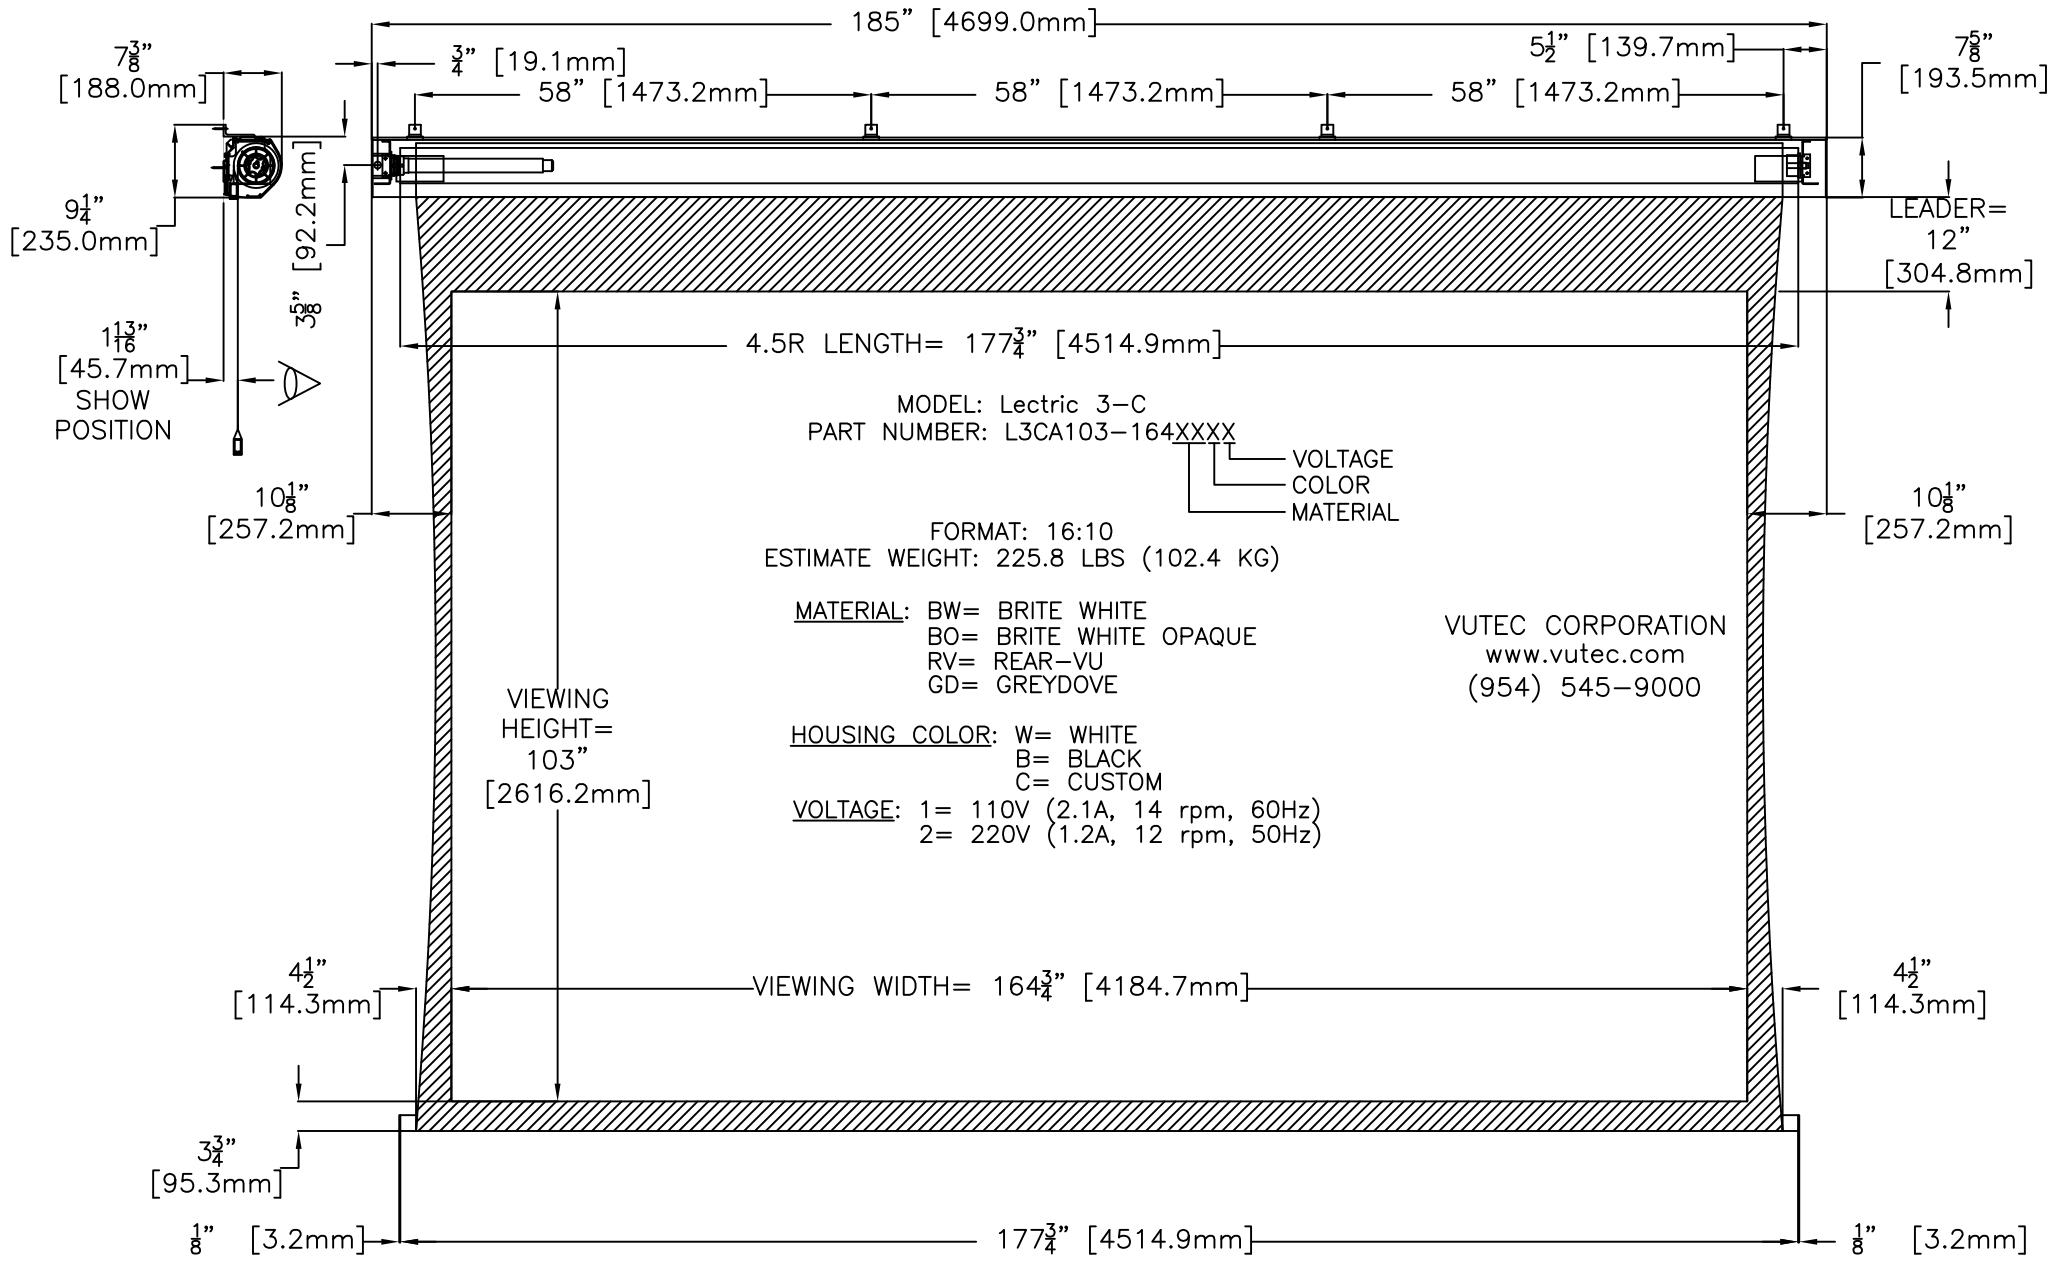 185” [4699.0mm]
7 3/8”
[188.0mm]
3/4” [19.1mm]
5 1/2” [139.7mm]
7 5/8”
[193.5mm]
58” [1473.2mm]
58” [1473.2mm]
58” [1473.2mm]
9 1/4”
[235.0mm]
3 5/8” [92.2mm]
LEADER=
12”
[304.8mm]
1 13/16”
[45.7mm]
SHOW
POSITION
4.5R LENGTH= 177 3/4” [4514.9mm]
MODEL: Lectric 3-C
PART NUMBER: L3CA103-164XXXX
VOLTAGE
COLOR
MATERIAL
10 1/8”
[257.2mm]
10 1/8”
[257.2mm]
FORMAT: 16:10
ESTIMATE WEIGHT: 225.8 LBS (102.4 KG)
MATERIAL: BW= BRITE WHITE
BO= BRITE WHITE OPAQUE
RV= REAR-VU
GD= GREYDOVE
VUTEC CORPORATION
www.vutec.com
(954) 545-9000
VIEWING
HEIGHT=
103”
[2616.2mm]
HOUSING COLOR: W= WHITE
B= BLACK
C= CUSTOM
VOLTAGE: 1= 110V (2.1A, 14 rpm, 60Hz)
2= 220V (1.2A, 12 rpm, 50Hz)
4 1/2”
[114.3mm]
VIEWING WIDTH= 164 3/4” [4184.7mm]
4 1/2”
[114.3mm]
3 3/4”
[95.3mm]
1/8” [3.2mm]
177 3/4” [4514.9mm]
1/8” [3.2mm]